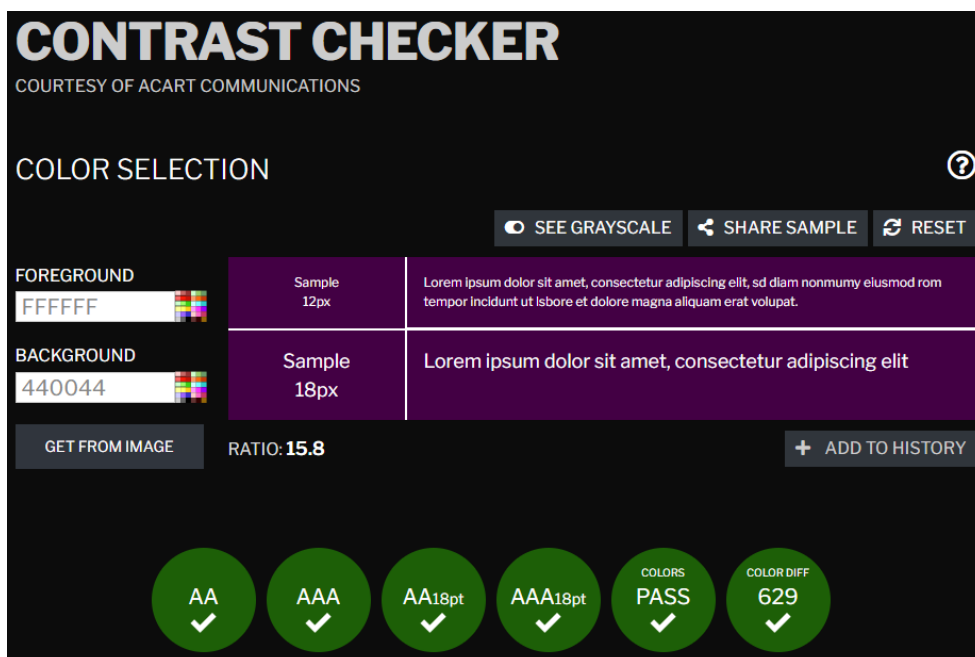 CONTRAST CHECKER
COURTESY OF ACART COMMUNICATIONS
COLOR SELECTION
SEE GRAYSCALE
SHARE SAMPLE
RESET
FOREGROUND
FFFFFF
Sample
12px
Lorem ipsum dolor sit amet, consectetur adipiscing elit, sd diam nonmumy eiusmod rom
tempor incidunt ut lsbore et dolore magna aliquam erat volupat.
BACKGROUND
440044
Sample
18px
Lorem ipsum dolor sit amet, consectetur adipiscing elit
GET FROM IMAGE
RATIO: 15.8
+ ADD TO HISTORY
AA
AAA
AA18pt
AAA18pt
COLORS
PASS
COLOR DIFF
629